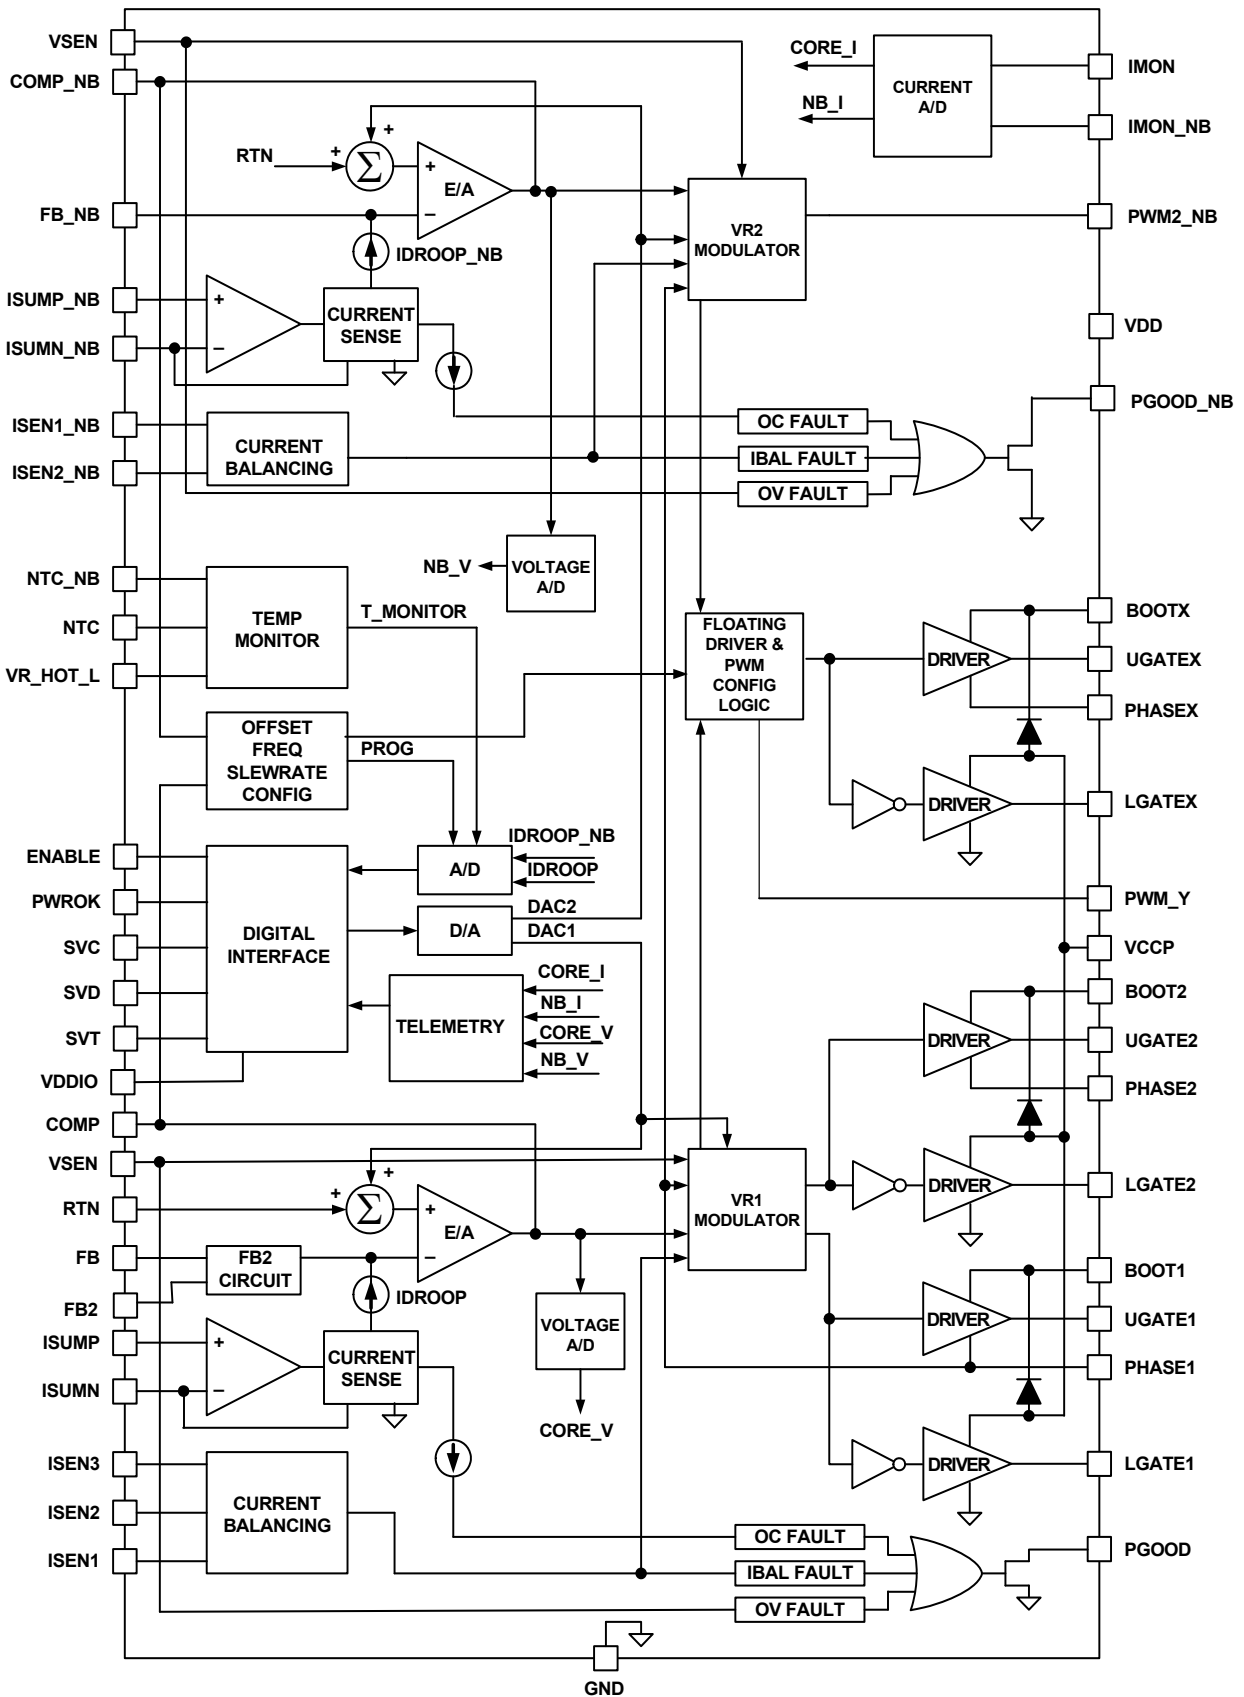 VSEN
COMP_NB
CORE_I
CURRENT
A/D
IMON
NB_I
IMON_NB
+
+
RTN
Σ
+
E/A
−
FB_NB
VR2
MODULATOR
PWM2_NB
IDROOP_NB
ISUMP_NB
+
CURRENT
SENSE
VDD
ISUMN_NB
−
PGOOD_NB
ISEN1_NB
CURRENT
BALANCING
OC FAULT
IBAL FAULT
OV FAULT
ISEN2_NB
NB_V
VOLTAGE
A/D
NTC_NB
NTC
VR_HOT_L
TEMP
MONITOR
T_MONITOR
FLOATING
DRIVER &
PWM
CONFIG
LOGIC
BOOTX
DRIVER
UGATEX
PHASEX
OFFSET
FREQ
SLEWRATE
CONFIG
PROG
DRIVER
LGATEX
ENABLE
IDROOP_NB
A/D
IDROOP
PWROK
PWM_Y
DAC2
D/A
DAC1
SVC
DIGITAL
INTERFACE
VCCP
SVD
CORE_I
NB_I
TELEMETRY
CORE_V
NB_V
BOOT2
SVT
DRIVER
UGATE2
VDDIO
PHASE2
COMP
VSEN
+
+
RTN
Σ
+
E/A
−
VR1
MODULATOR
DRIVER
LGATE2
FB
FB2
CIRCUIT
FB2
IDROOP
BOOT1
VOLTAGE
A/D
DRIVER
UGATE1
ISUMP
+
CURRENT
SENSE
PHASE1
ISUMN
−
CORE_V
ISEN3
DRIVER
LGATE1
ISEN2
CURRENT
BALANCING
ISEN1
OC FAULT
IBAL FAULT
OV FAULT
PGOOD
GND